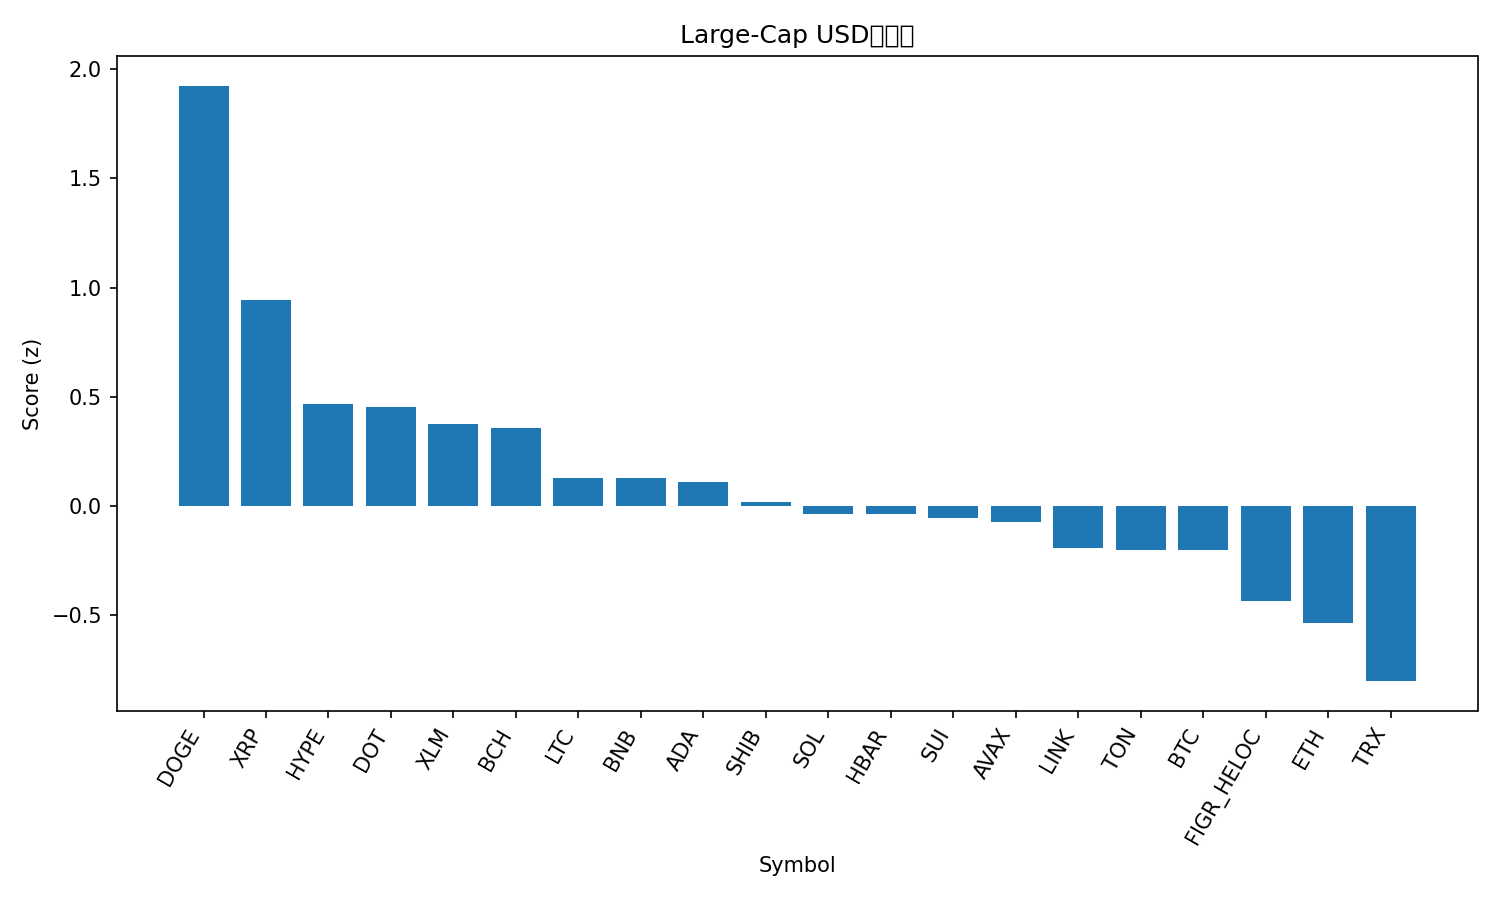 Large-Cap USD
Score (z)
2.0
1.5
1.0
0.5
0.0
−0.5
DOGE
XRP
HYPE
DOT
XLM
BCH
LTC
BNB
ADA
SHIB
SOL
HBAR
SUI
AVAX
LINK
TON
BTC
FIGR_HELOC
ETH
TRX
Symbol